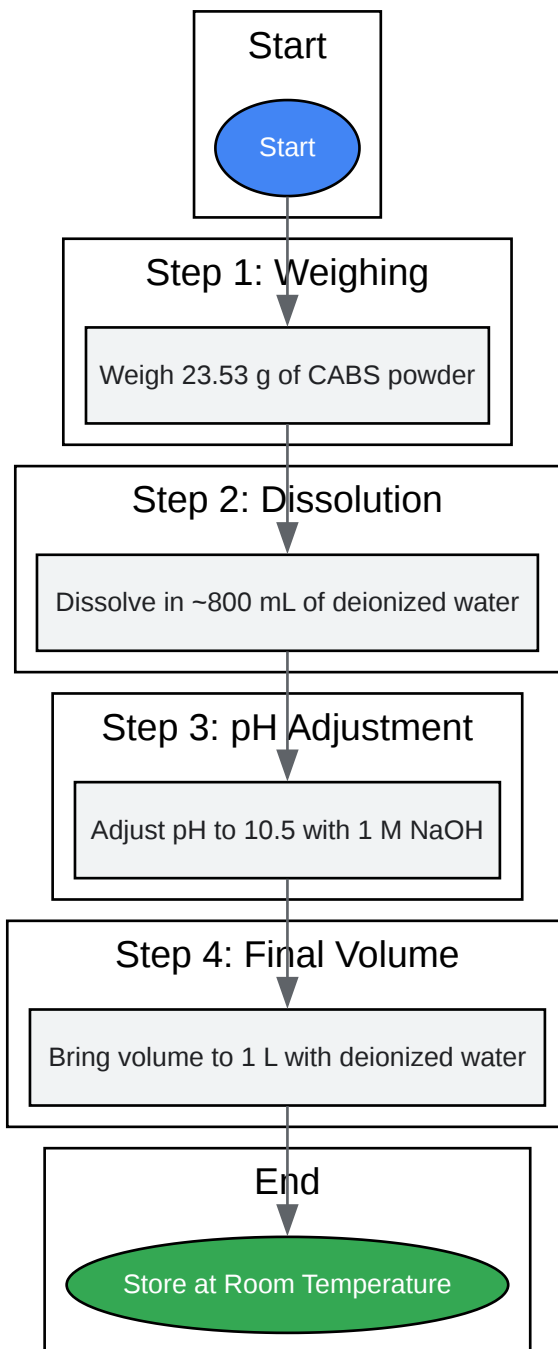 Start
Start
Step 1: Weighing
Weigh 23.53 g of CABS powder
Step 2: Dissolution
Dissolve in ~800 mL of deionized water
Step 3: pH Adjustment
Adjust pH to 10.5 with 1 M NaOH
Step 4: Final Volume
Bring volume to 1 L with deionized water
End
Store at Room Temperature